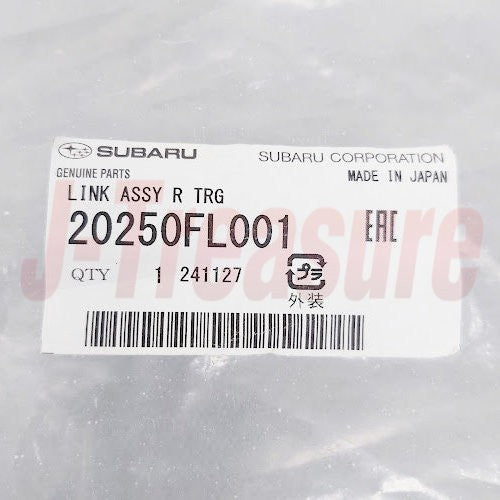 SUBARU
SUBARU CORPORATION
GENUINE PARTS
MADE IN JAPAN
LINK ASSY R TRG
20250FL001
EAC
QTY 1 241127
プラ
外装
J-Treasure